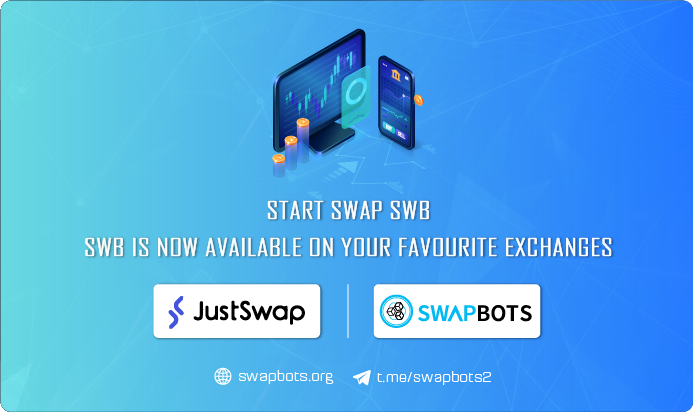 START SWAP SWB
SWB IS NOW AVAILABLE ON YOUR FAVOURITE EXCHANGES
JustSwap
SWAPBOTS
swapbots.org
t.me/swapbots2